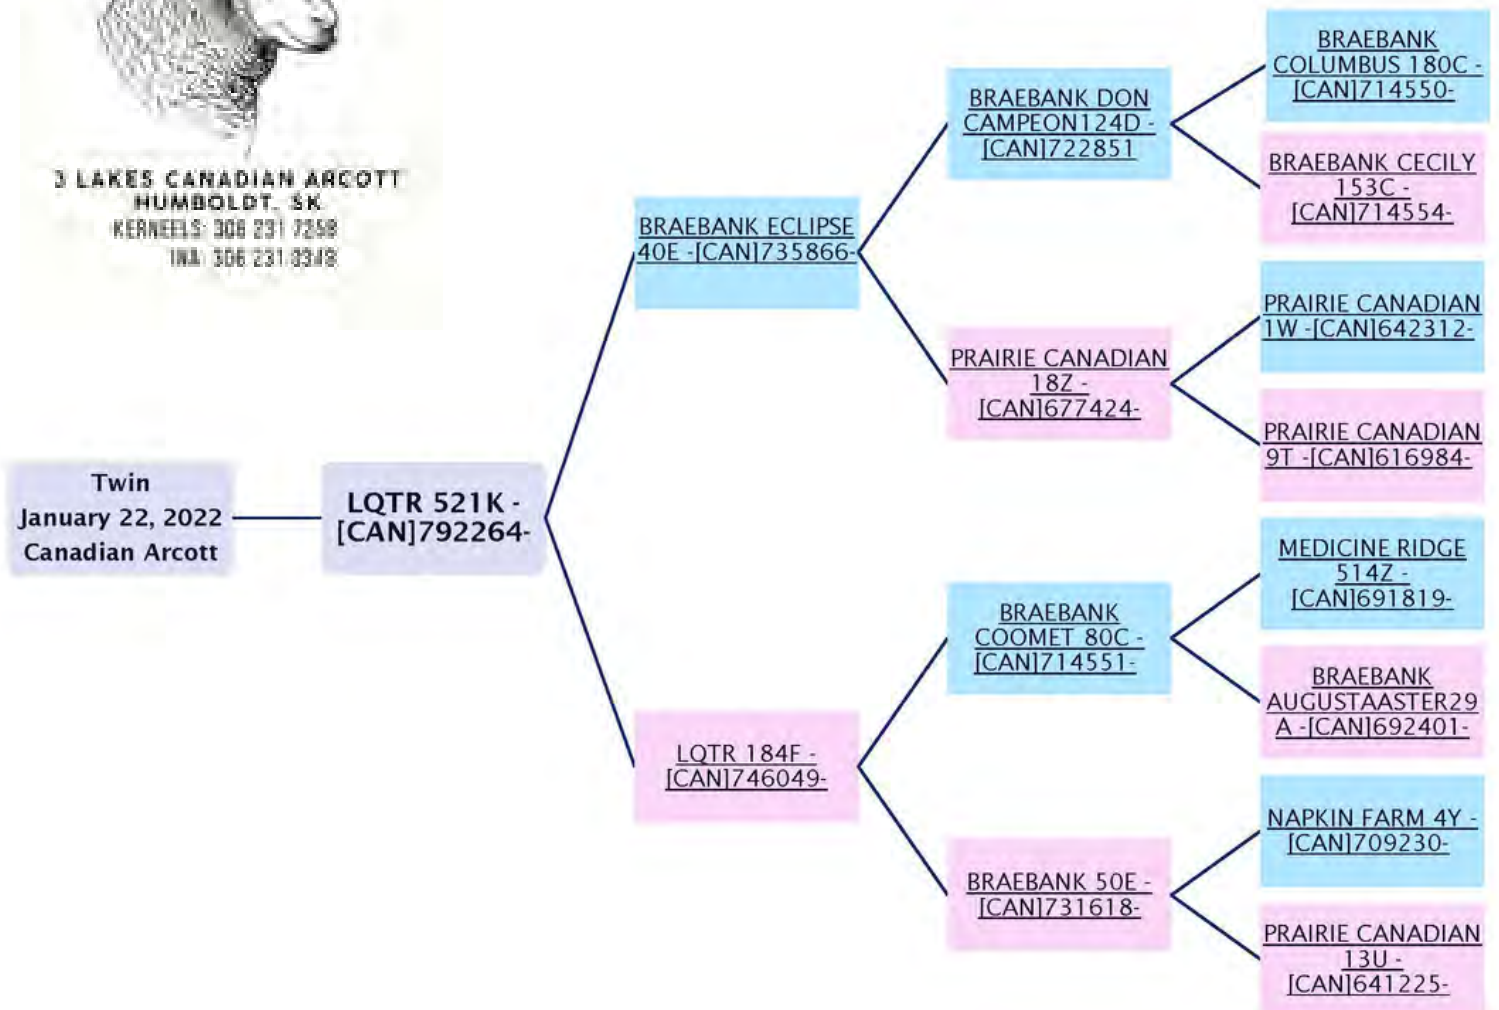 3 LAKES CANADIAN ARCOTT
HUMBOLDT, SK
KERNEELS: 306 231 7258
INA: 306 231
Twin
January 22, 2022
Canadian Arcott
LQTR 521K -
[CAN]792264-
BRAEBANK ECLIPSE
40E -[CAN]735866-
LQTR 184F -
[CAN]746049-
BRAEBANK DON
CAMPEON124D -
[CAN]722851
PRAIRIE CANADIAN
18Z -
[CAN]677424-
BRAEBANK
COOMET 80C -
[CAN]714551-
BRAEBANK 50E -
[CAN]731618-
BRAEBANK
COLUMBUS 180C -
[CAN]714550-
BRAEBANK CECILY
153C -
[CAN]714554-
PRAIRIE CANADIAN
1W -[CAN]642312-
PRAIRIE CANADIAN
9T -[CAN]616984-
MEDICINE RIDGE
514Z -
[CAN]691819-
BRAEBANK
AUGUSTAASTER29
A -[CAN]692401-
NAPKIN FARM 4Y -
[CAN]709230-
PRAIRIE CANADIAN
13U -
[CAN]641225-